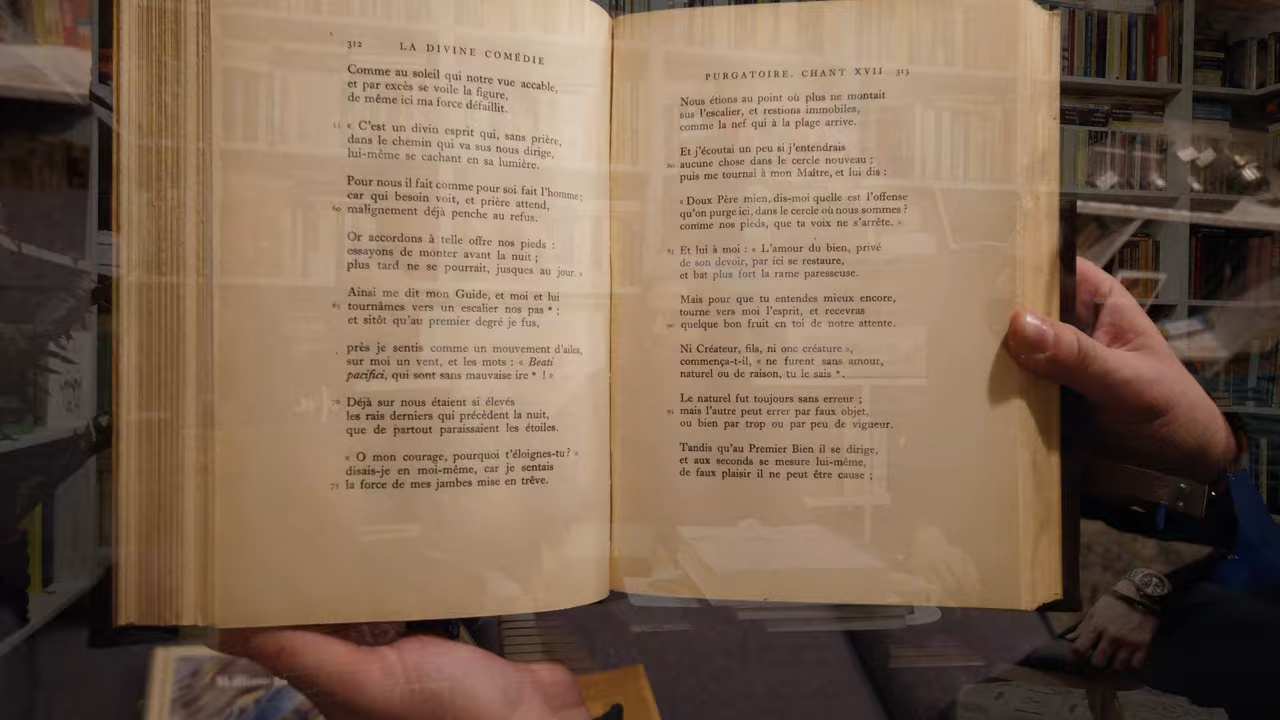 312 LA DIVINE COMÉDIE
Comme au soleil qui notre vue accable,
et par excès se voile la figure,
de même ici ma force défaillit.
55 « C'est un divin esprit qui, sans prière,
dans le chemin qui va sus nous dirige,
lui-même se cachant en sa lumière.
Pour nous il fait comme pour soi fait l'homme ;
car qui besoin voit, et prière attend,
60 malignement déjà penche au refus.
Or accordons à telle offre nos pieds :
essayons de monter avant la nuit ;
plus tard ne se pourrait, jusques au jour. »
Ainsi me dit mon Guide, et moi et lui
65 tournâmes vers un escalier nos pas * ;
et sitôt qu'au premier degré je fus,
près je sentis comme un mouvement d'ailes,
sur moi un vent, et les mots : « Beati
pacifici, qui sont sans mauvaise ire * ! »
70 Déjà sur nous étaient si élevés
les rais derniers qui précèdent la nuit,
que de partout paraissaient les étoiles.
« O mon courage, pourquoi t'éloignes-tu ? »
disais-je en moi-même, car je sentais
75 la force de mes jambes mise en trêve.
PURGATOIRE. CHANT XVII 313
Nous étions au point où plus ne montait
sus l'escalier, et restions immobiles,
comme la nef qui à la plage arrive.
Et j'écoutai un peu si j'entendrais
80 aucune chose dans le cercle nouveau ;
puis me tournai à mon Maître, et lui dis :
« Doux Père mien, dis-moi quelle est l'offense
qu'on purge ici, dans le cercle où nous sommes ?
comme nos pieds, que ta voix ne s'arrête. »
85 Et lui à moi : « L'amour du bien, privé
de son devoir, par ici se restaure,
et bat plus fort la rame paresseuse.
Mais pour que tu entendes mieux encore,
tourne vers moi l'esprit, et recevras
90 quelque bon fruit en toi de notre attente.
Ni Créateur, fils, ni onc créature »,
commença-t-il, « ne furent sans amour,
naturel ou de raison, tu le sais *.
Le naturel fut toujours sans erreur ;
95 mais l'autre peut errer par faux objet,
ou bien par trop ou par peu de vigueur.
Tandis qu'au Premier Bien il se dirige,
et aux seconds se mesure lui-même,
de faux plaisir il ne peut être cause ;